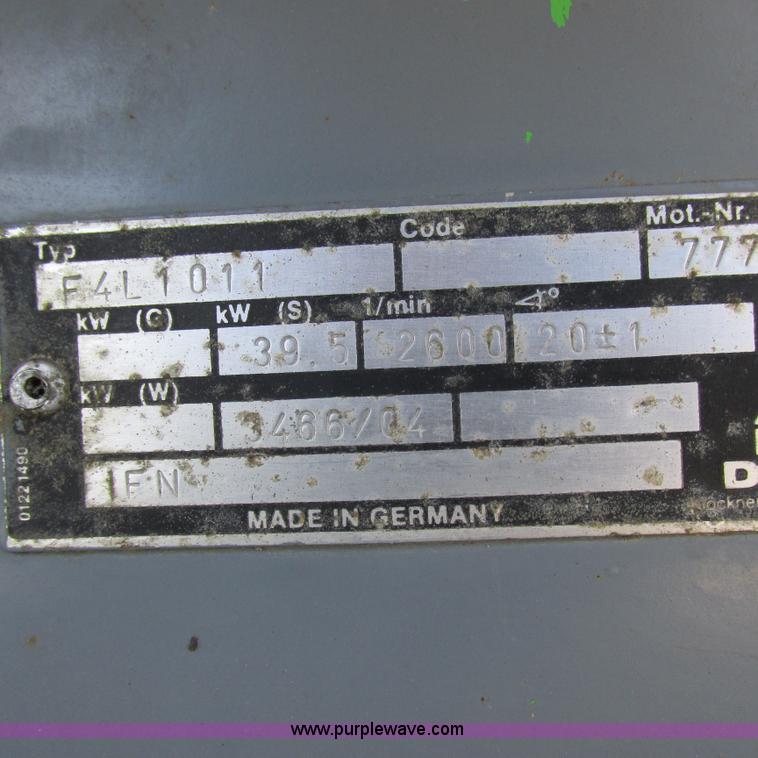 Typ Code Mot.-Nr.
F4L1011 777
kW (G) kW (S) 1/min ∢°
39.5 2600 20±1
kW (W)
3466/04
IFN
D
MADE IN GERMANY
01221490
www.purplewave.com